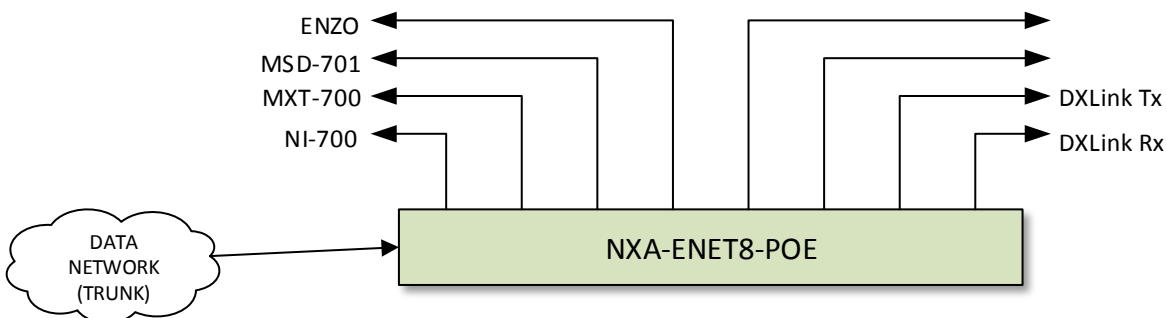 ENZO
MSD-701
MXT-700
NI-700
DXLink Tx
DXLink Rx
DATA
NETWORK
(TRUNK)
NXA-ENET8-POE